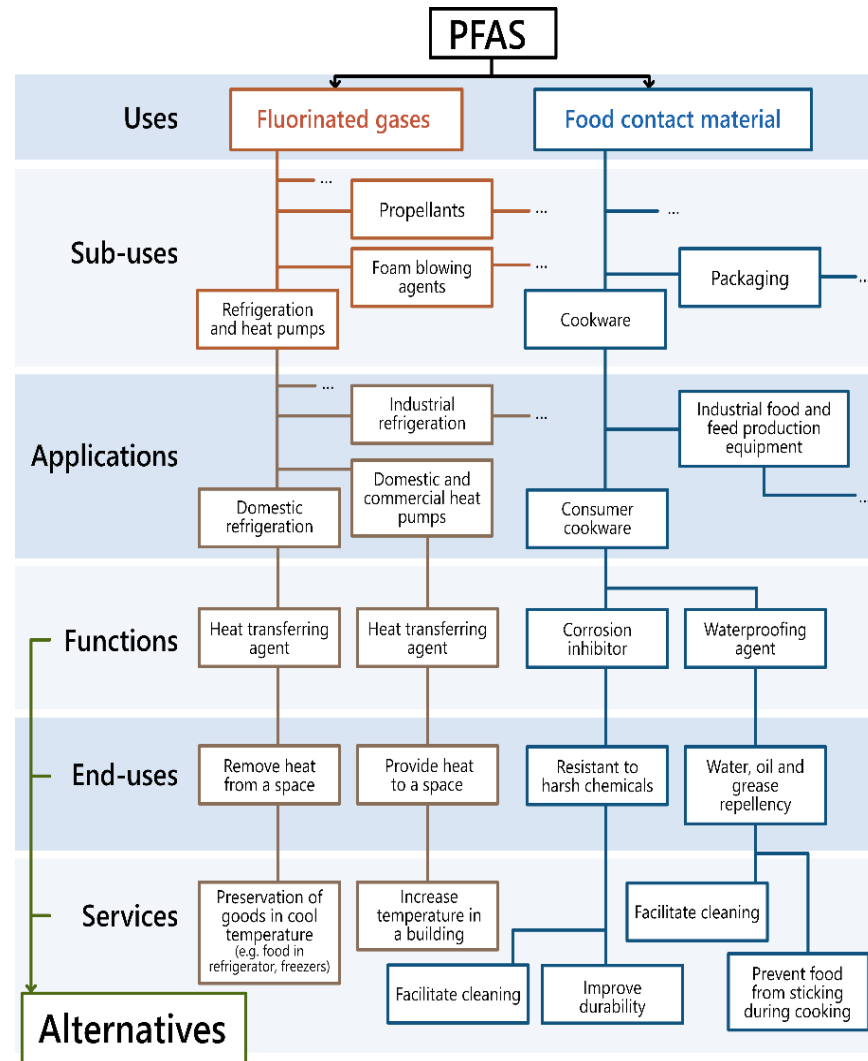 PFAS
Uses
Fluorinated gases
Food contact material
Sub-uses
...
Propellants
...
Foam blowing
agents
...
Refrigeration
and heat pumps
...
Packaging
...
Cookware
Applications
...
Industrial
refrigeration
...
Domestic and
commercial heat
pumps
Domestic
refrigeration
Industrial food and
feed production
equipment
...
Consumer
cookware
Functions
Heat transferring
agent
Heat transferring
agent
Corrosion
inhibitor
Waterproofing
agent
End-uses
Remove heat
from a space
Provide heat
to a space
Resistant to
harsh chemicals
Water, oil and
grease
repellency
Services
Preservation of
goods in cool
temperature
(e.g. food in
refrigerator, freezers)
Increase
temperature in
a building
Facilitate cleaning
Improve
durability
Facilitate cleaning
Prevent food
from sticking
during cooking
Alternatives